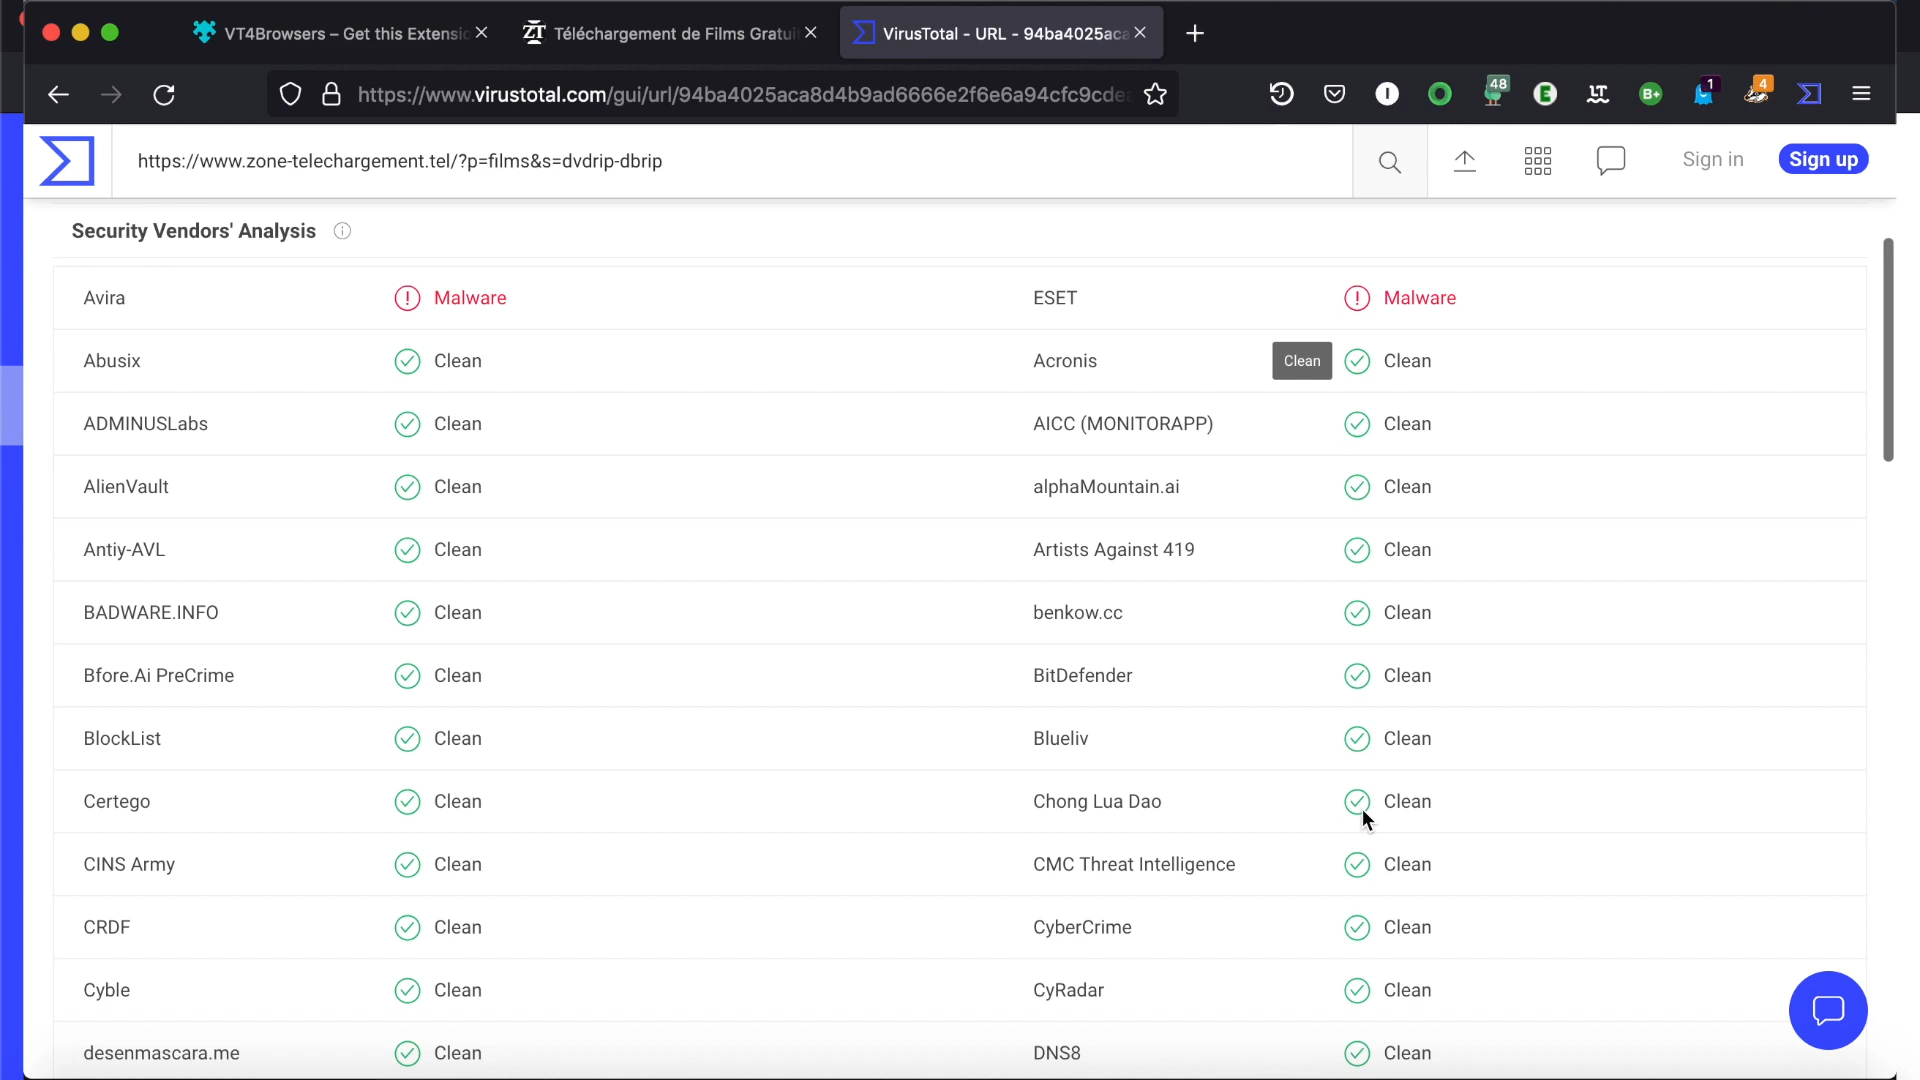 VT4Browsers – Get this Extensic
ZT Téléchargement de Films Gratui
VirusTotal - URL - 94ba4025aca
https://www.virustotal.com/gui/url/94ba4025aca8d4b9ad6666e2f6e6a94cfc9cde
48
1
4
B+
https://www.zone-telechargement.tel/?p=films&s=dvdrip-dbrip
Sign in
Sign up
Security Vendors' Analysis
Avira Malware ESET Malware
Abusix Clean Acronis Clean Clean
ADMINUSLabs Clean AICC (MONITORAPP) Clean
AlienVault Clean alphaMountain.ai Clean
Antiy-AVL Clean Artists Against 419 Clean
BADWARE.INFO Clean benkow.cc Clean
Bfore.Ai PreCrime Clean BitDefender Clean
BlockList Clean Blueliv Clean
Certego Clean Chong Lua Dao Clean
CINS Army Clean CMC Threat Intelligence Clean
CRDF Clean CyberCrime Clean
Cyble Clean CyRadar Clean
desenmascara.me Clean DNS8 Clean